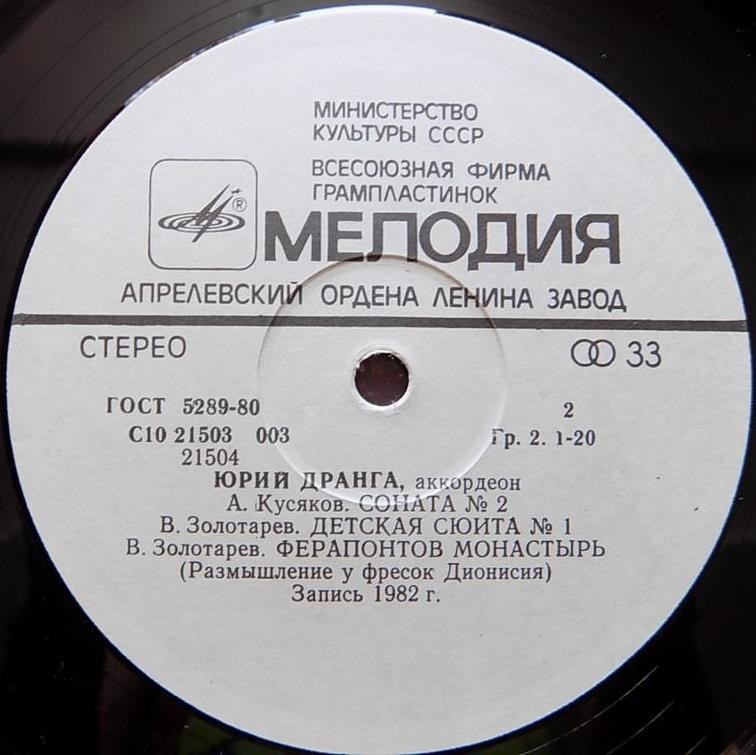 МИНИСТЕРСТВО
КУЛЬТУРЫ СССР
ВСЕСОЮЗНАЯ ФИРМА
ГРАМПЛАСТИНОК
®
МЕЛОДИЯ
АПРЕЛЕВСКИЙ ОРДЕНА ЛЕНИНА ЗАВОД
СТЕРЕО 33
ГОСТ 5289-80 2
С10 21503 003 Гр. 2. 1-20
21504
ЮРИЙ ДРАНГА, аккордеон
А. Кусяков. СОНАТА № 2
В. Золотарев. ДЕТСКАЯ СЮИТА № 1
В. Золотарев. ФЕРАПОНТОВ МОНАСТЫРЬ
(Размышление у фресок Дионисия)
Запись 1982 г.